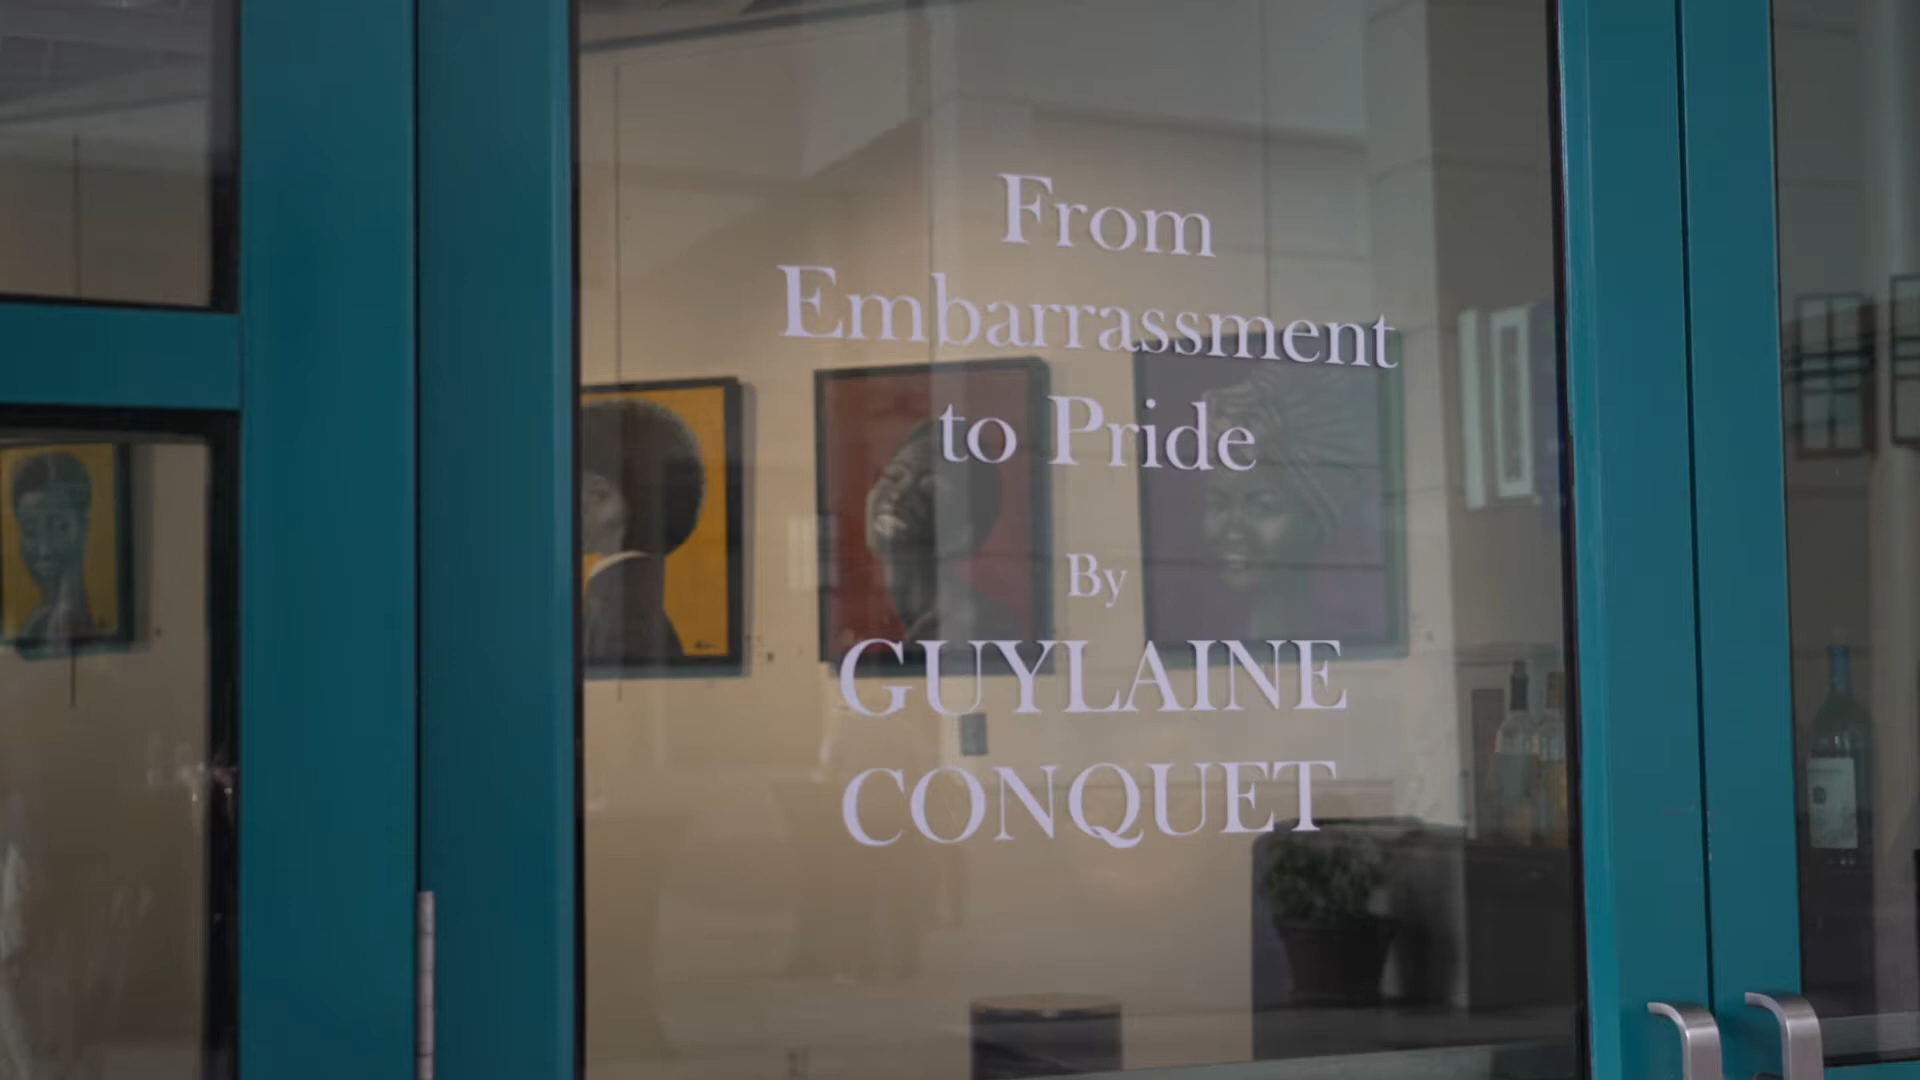 From
Embarrassment
to Pride
By
GUYLAINE
CONQUET